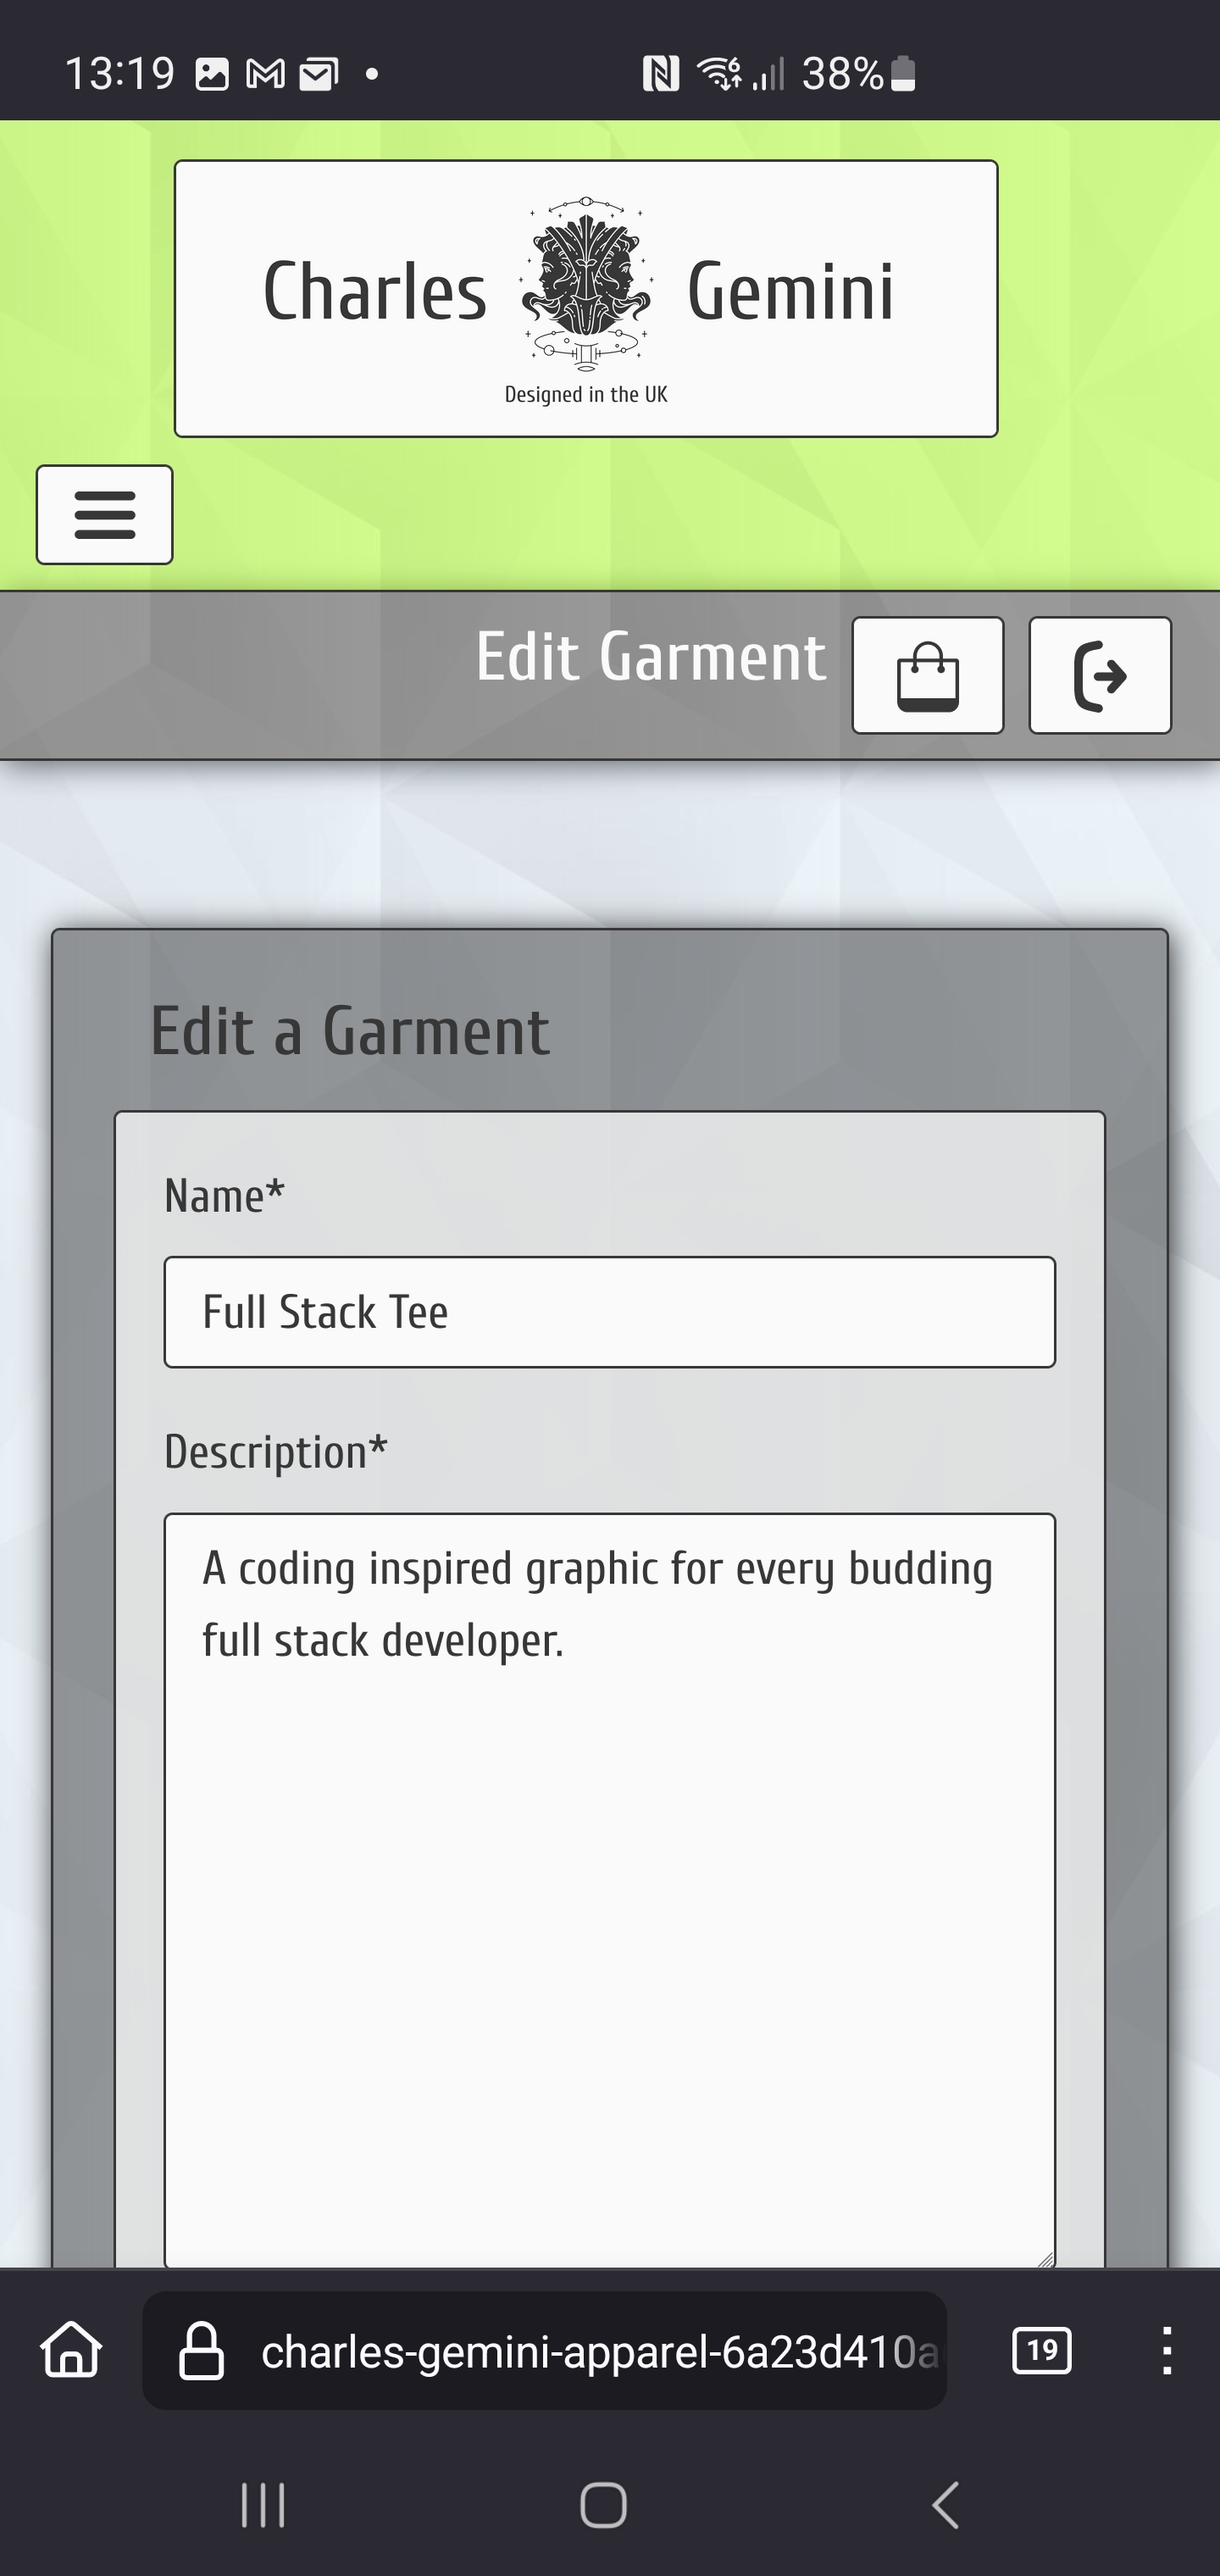 13:19
38%
Charles Gemini
Designed in the UK
Edit Garment
Edit a Garment
Name*
Full Stack Tee
Description*
A coding inspired graphic for every budding
full stack developer.
charles-gemini-apparel-6a23d410a
19